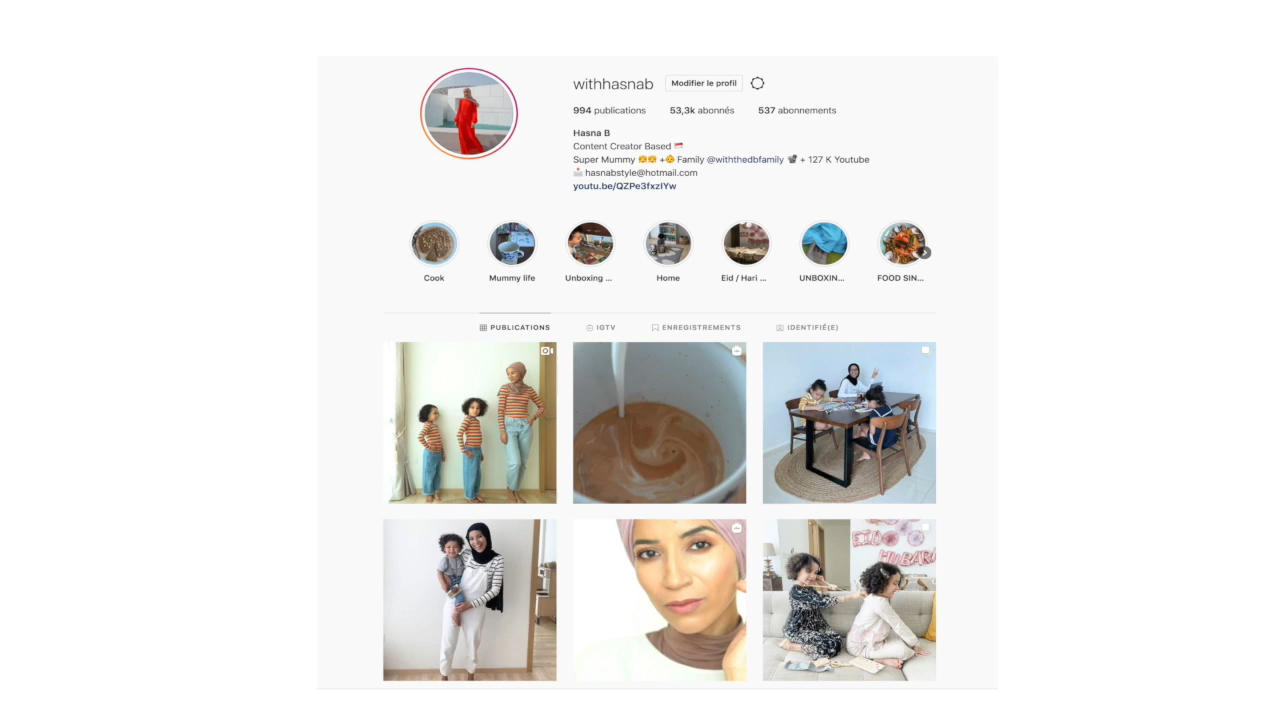 withhasnab Modifier le profil
994 publications 53,3k abonnés 537 abonnements
Hasna B
Content Creator Based
Super Mummy + Family @withthedbfamily + 127 K Youtube
hasnabstyle@hotmail.com
youtu.be/QZPe3fxzIYw
Cook Mummy life Unboxing ... Home Eid / Hari ... UNBOXIN... FOOD SIN...
PUBLICATIONS IGTV ENREGISTREMENTS IDENTIFIÉ(E)
EID
MUBARA